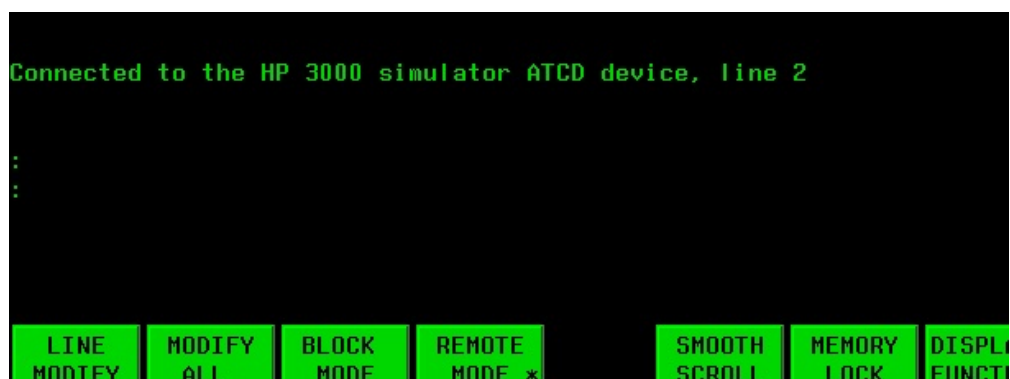 Connected to the HP 3000 simulator ATCD device, line 2
:
:
LINE MODIFY BLOCK REMOTE SMOOTH MEMORY
MODIFY ALL MODE MODE * SCROLL LOCK